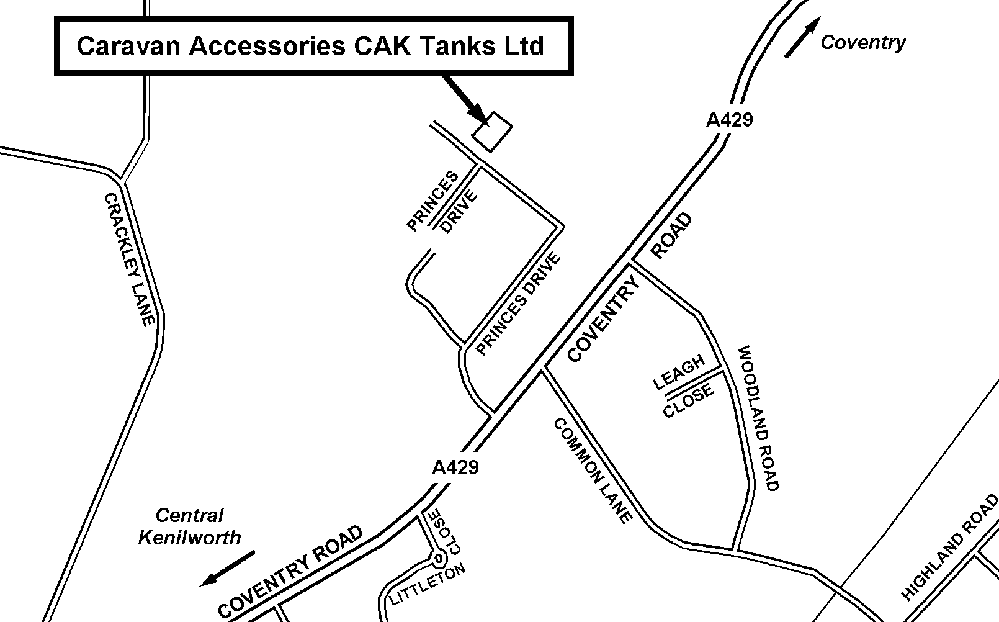 Caravan Accessories CAK Tanks Ltd
Coventry
A429
PRINCES
DRIVE
CRACKLEY LANE
ROAD
COVENTRY
PRINCES DRIVE
LEAGH
CLOSE
WOODLAND ROAD
COMMON LANE
A429
Central
Kenilworth
COVENTRY ROAD
CLOSE
LITTLETON
HIGHLAND ROAD